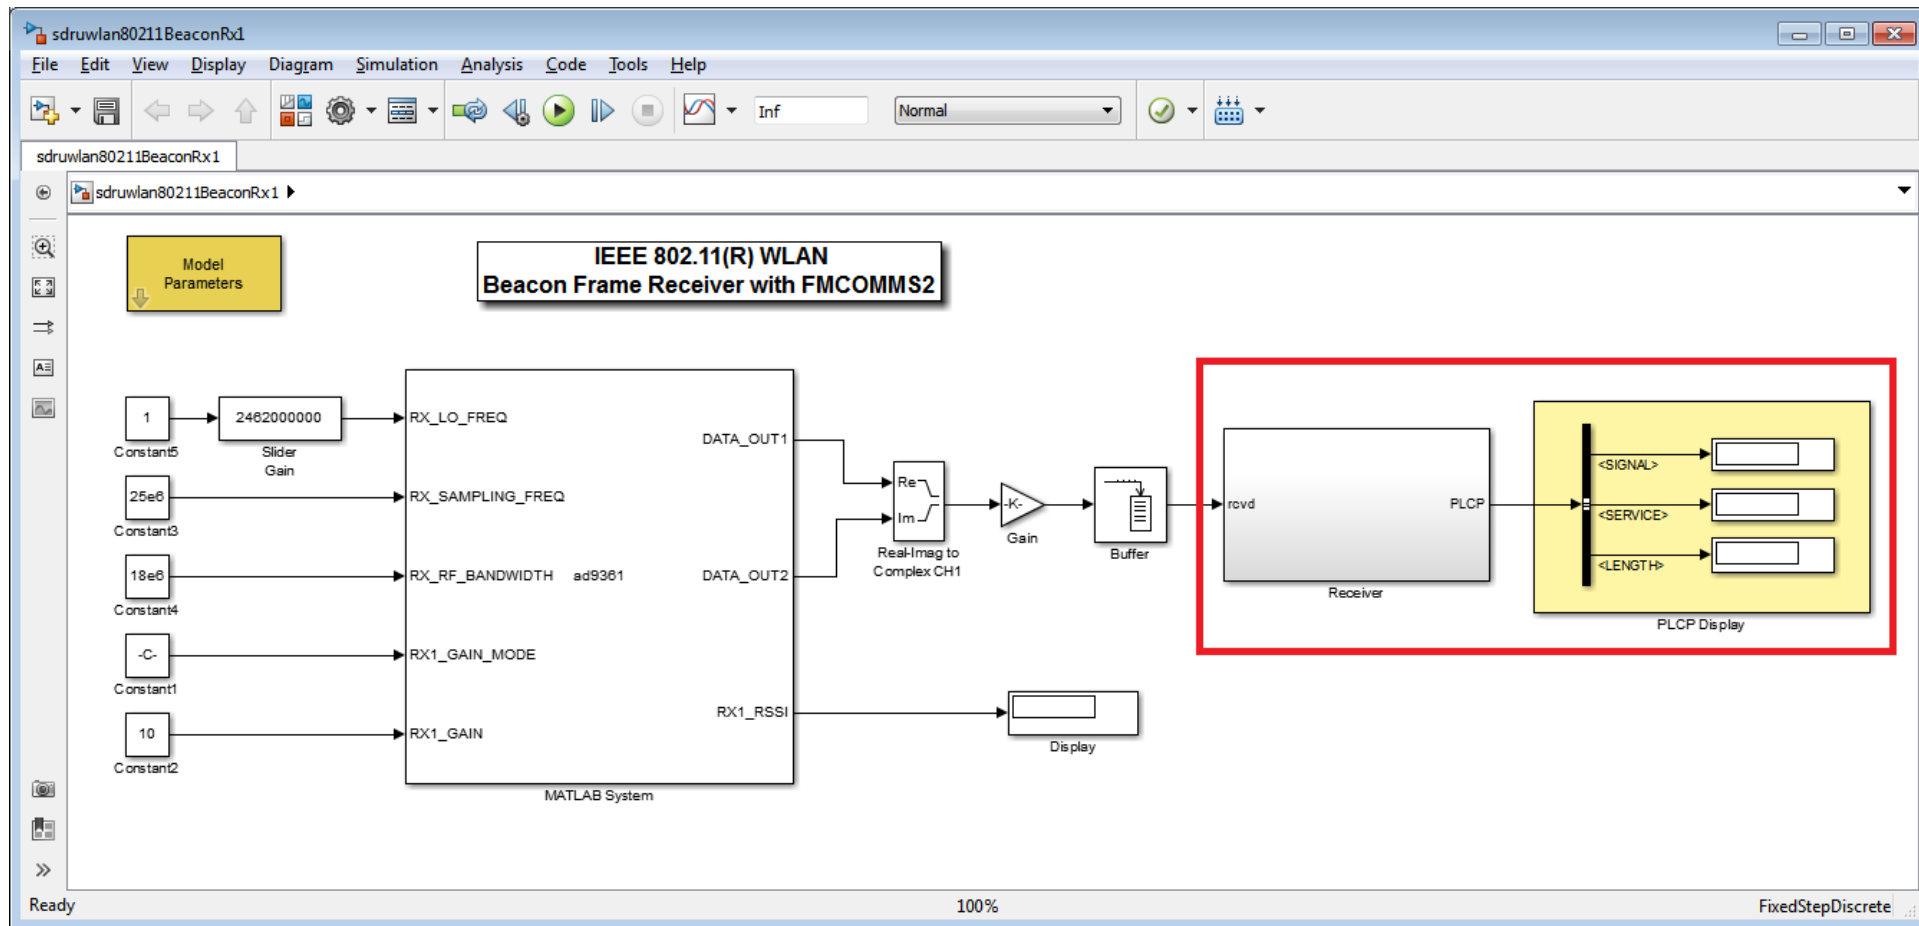 sdruwlan80211BeaconRx1
File Edit View Display Diagram Simulation Analysis Code Tools Help
Inf Normal
sdruwlan80211BeaconRx1
sdruwlan80211BeaconRx1
Model
Parameters
IEEE 802.11(R) WLAN
Beacon Frame Receiver with FMCOMMS2
1
Constant5
2462000000
Slider
Gain
25e6
Constant3
18e6
Constant4
-C-
Constant1
10
Constant2
RX_LO_FREQ
RX_SAMPLING_FREQ
RX_RF_BANDWIDTH
RX1_GAIN_MODE
RX1_GAIN
ad9361
DATA_OUT1
DATA_OUT2
RX1_RSSI
MATLAB System
Re
Im
Real-Imag to
Complex CH1
-K-
Gain
Buffer
Display
rcvd
PLCP
Receiver
<SIGNAL>
<SERVICE>
<LENGTH>
PLCP Display
Ready 100% FixedStepDiscrete